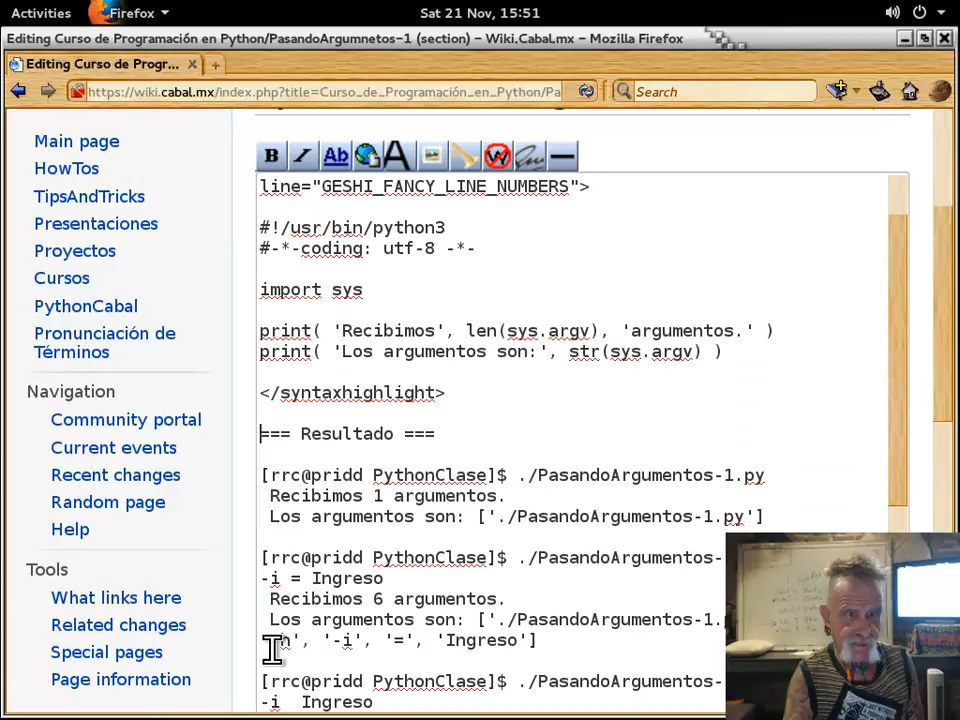 Activities Firefox Sat 21 Nov, 15:51
Editing Curso de Programación en Python/PasandoArgumnetos-1 (section) - Wiki.Cabal.mx - Mozilla Firefox
Editing Curso de Progr...
https://wiki.cabal.mx/index.php?title=Curso_de_Programación_en_Python/Pa Search
Main page
HowTos
TipsAndTricks
Presentaciones
Proyectos
Cursos
PythonCabal
Pronunciación de
Términos
Navigation
Community portal
Current events
Recent changes
Random page
Help
Tools
What links here
Related changes
Special pages
Page information
B I Ab A W
line="GESHI_FANCY_LINE_NUMBERS">
#!/usr/bin/python3
#-*-coding: utf-8 -*-
import sys
print( 'Recibimos', len(sys.argv), 'argumentos.' )
print( 'Los argumentos son:', str(sys.argv) )
</syntaxhighlight>
=== Resultado ===
[rrc@pridd PythonClase]$ ./PasandoArgumentos-1.py
Recibimos 1 argumentos.
Los argumentos son: ['./PasandoArgumentos-1.py']
[rrc@pridd PythonClase]$ ./PasandoArgumentos-
-i = Ingreso
Recibimos 6 argumentos.
Los argumentos son: ['./PasandoArgumentos-1.
n', '-i', '=', 'Ingreso']
[rrc@pridd PythonClase]$ ./PasandoArgumentos-
-i Ingreso